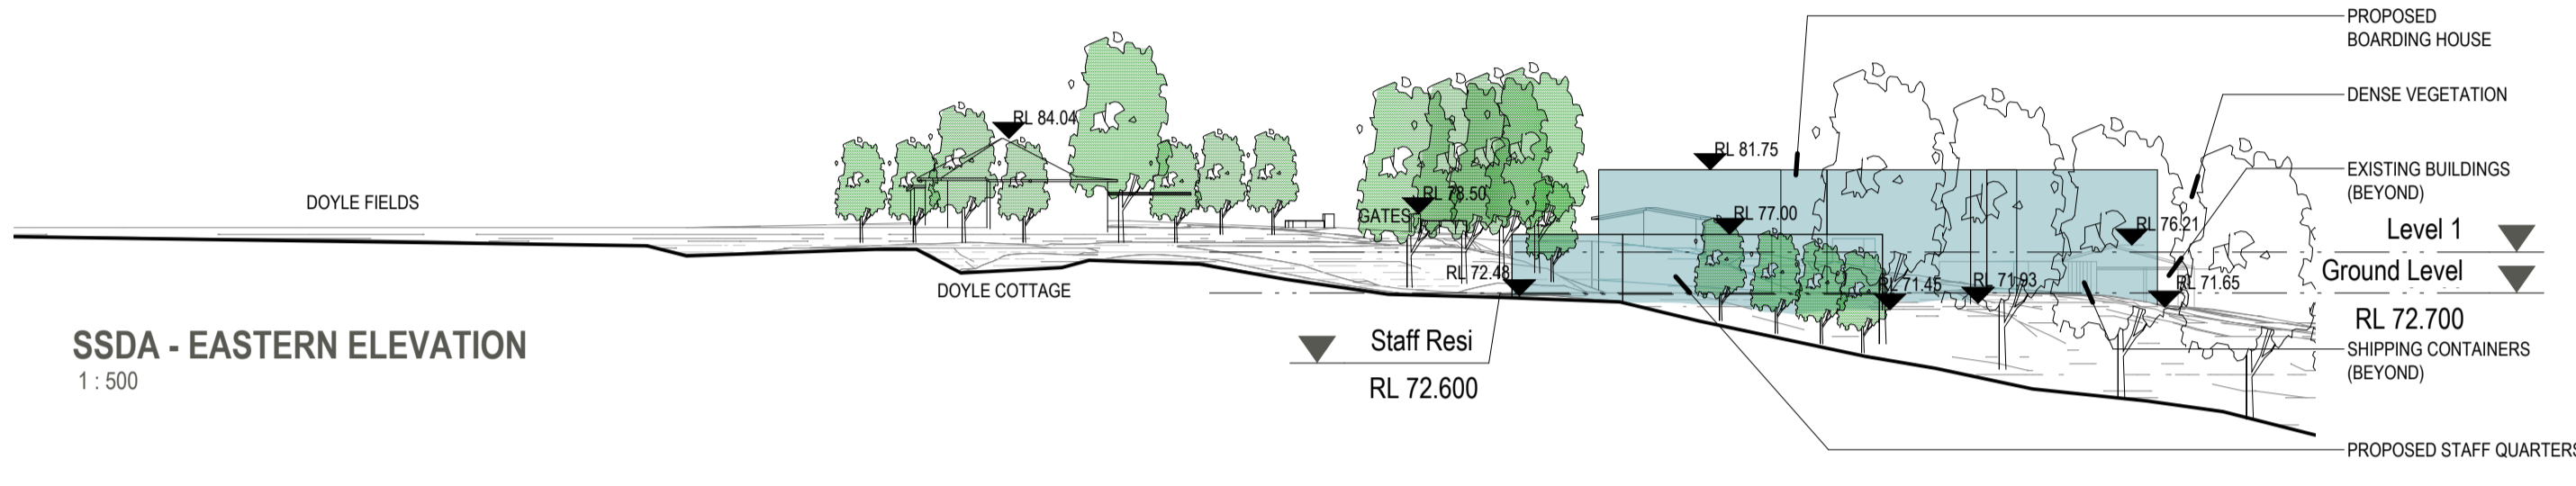 PROPOSED
BOARDING HOUSE
DENSE VEGETATION
EXISTING BUILDINGS
(BEYOND)
RL 84.04
RL 81.75
RL 78.50
GATES
RL 77.00
RL 76.21
DOYLE FIELDS
Level 1
Ground Level
RL 72.700
RL 72.48
RL 71.45
RL 71.93
RL 71.65
DOYLE COTTAGE
SSDA - EASTERN ELEVATION
1 : 500
Staff Resi
RL 72.600
SHIPPING CONTAINERS
(BEYOND)
PROPOSED STAFF QUARTERS